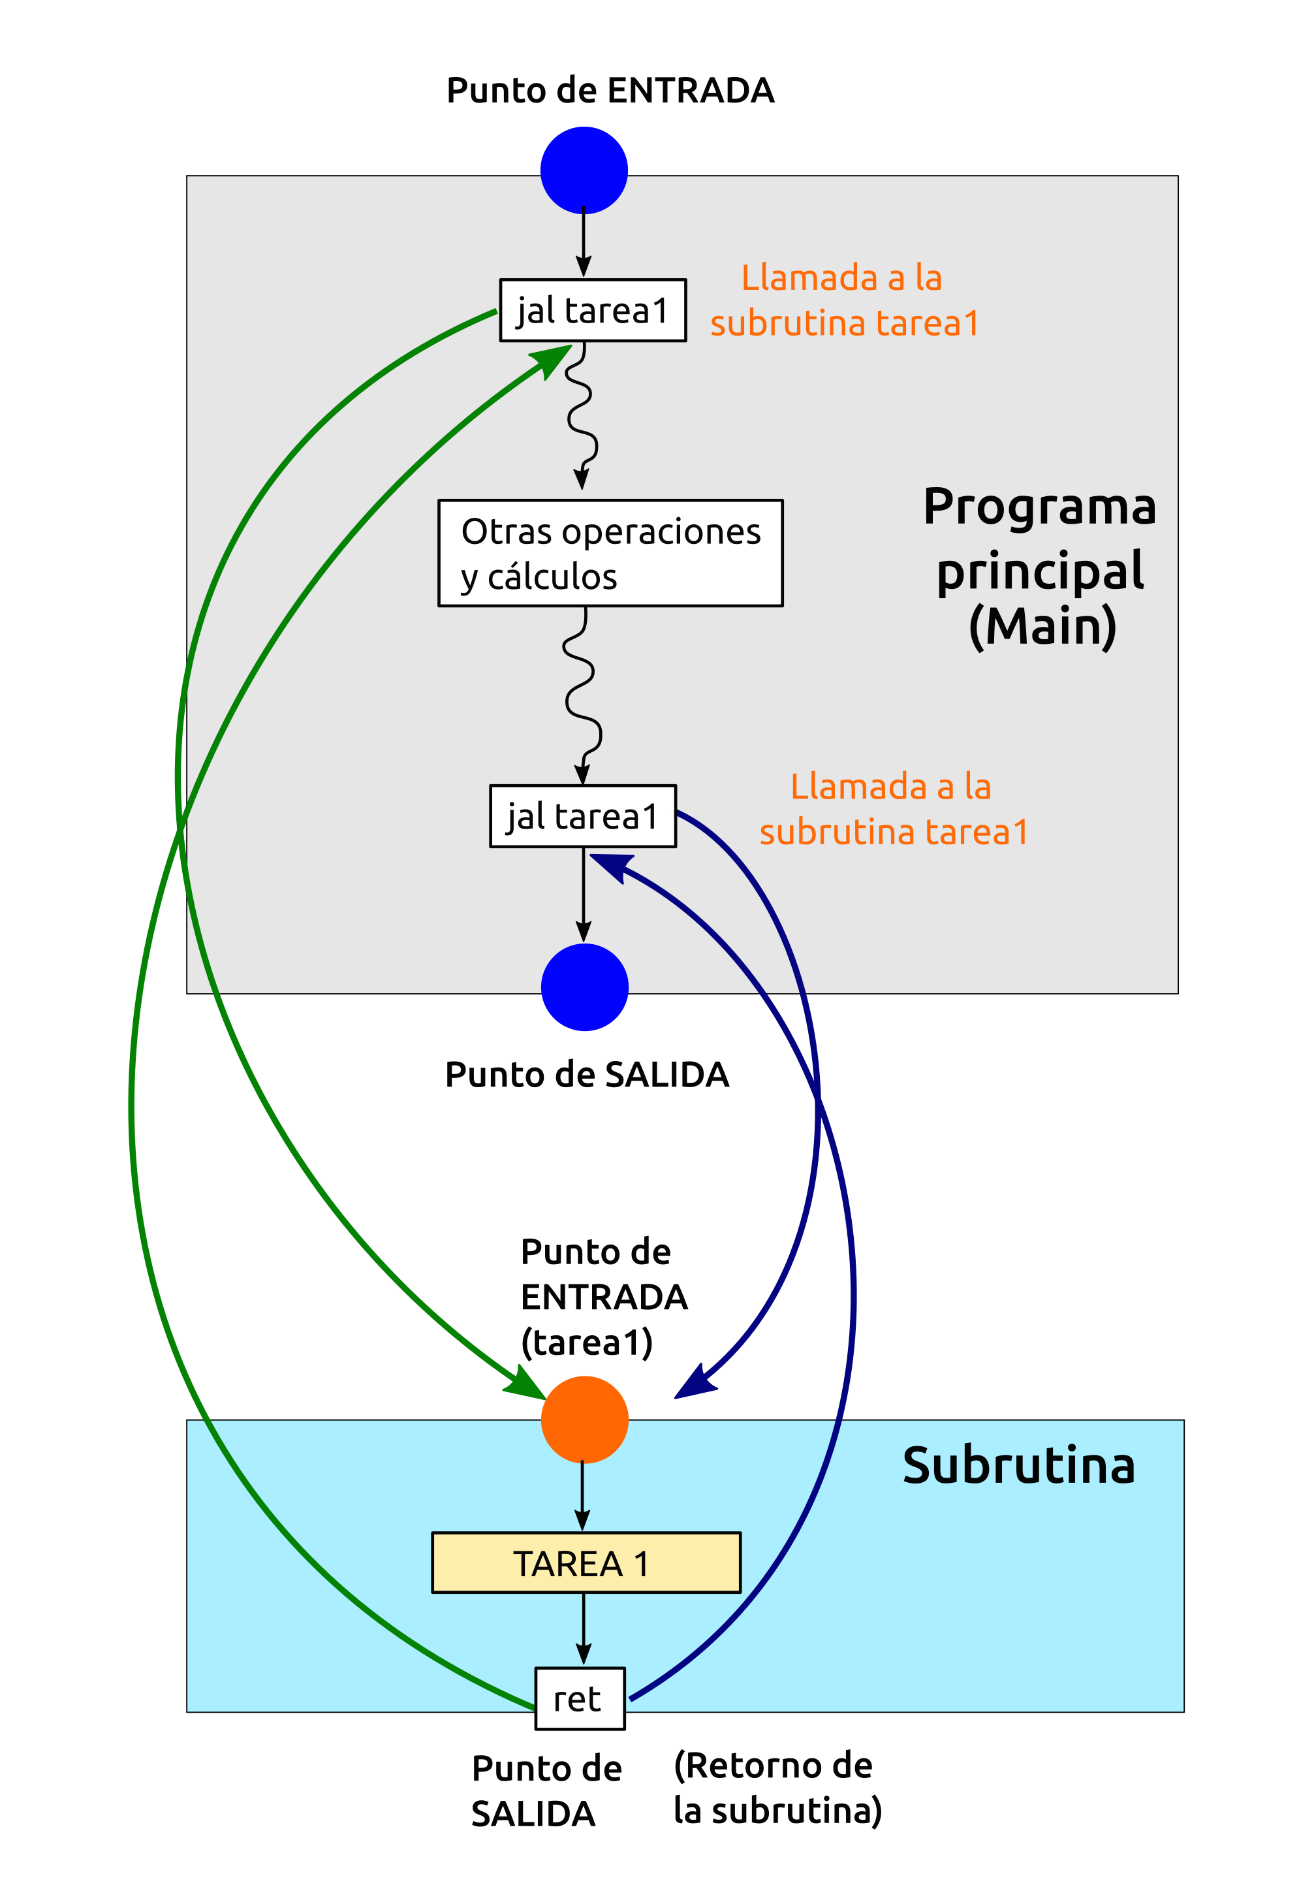 Punto de ENTRADA
jal tarea1
Llamada a la
subrutina tarea1
Otras operaciones
y cálculos
Programa
principal
(Main)
jal tarea1
Llamada a la
subrutina tarea1
Punto de SALIDA
Punto de
ENTRADA
(tarea1)
Subrutina
TAREA 1
ret
Punto de
SALIDA
(Retorno de
la subrutina)